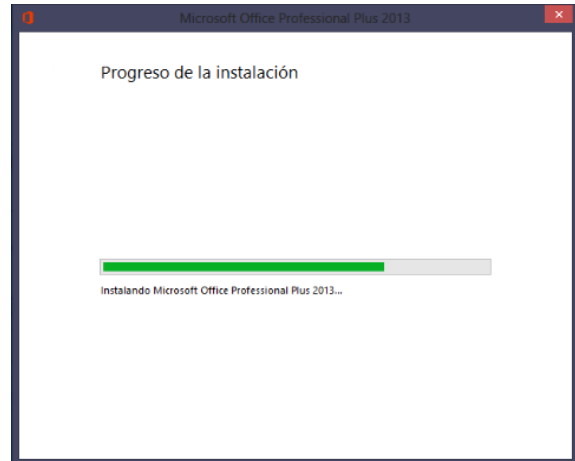 Microsoft Office Professional Plus 2013
Progreso de la instalación
Instalando Microsoft Office Professional Plus 2013...